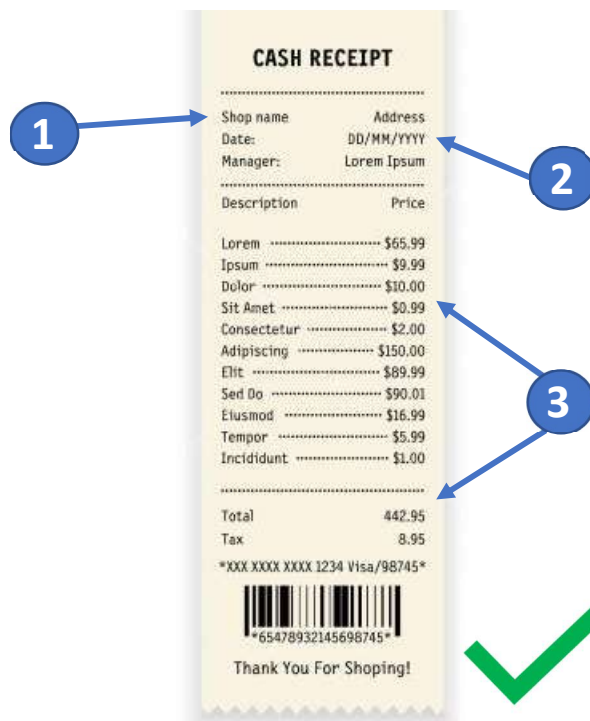 CASH RECEIPT
1
Shop name Address
Date: DD/MM/YYYY
Manager: Lorem Ipsum
2
Description Price
Lorem $65.99
Ipsum $9.99
Dolor $10.00
Sit Amet $0.99
Consectetur $2.00
Adipiscing $150.00
Elit $89.99
Sed Do $90.01
3
Eiusmod $16.99
Tempor $5.99
Incididunt $1.00
Total 442.95
Tax 8.95
*XXX XXXX XXXX 1234 Visa/98745*
*65478932145698745*
Thank You For Shoping!